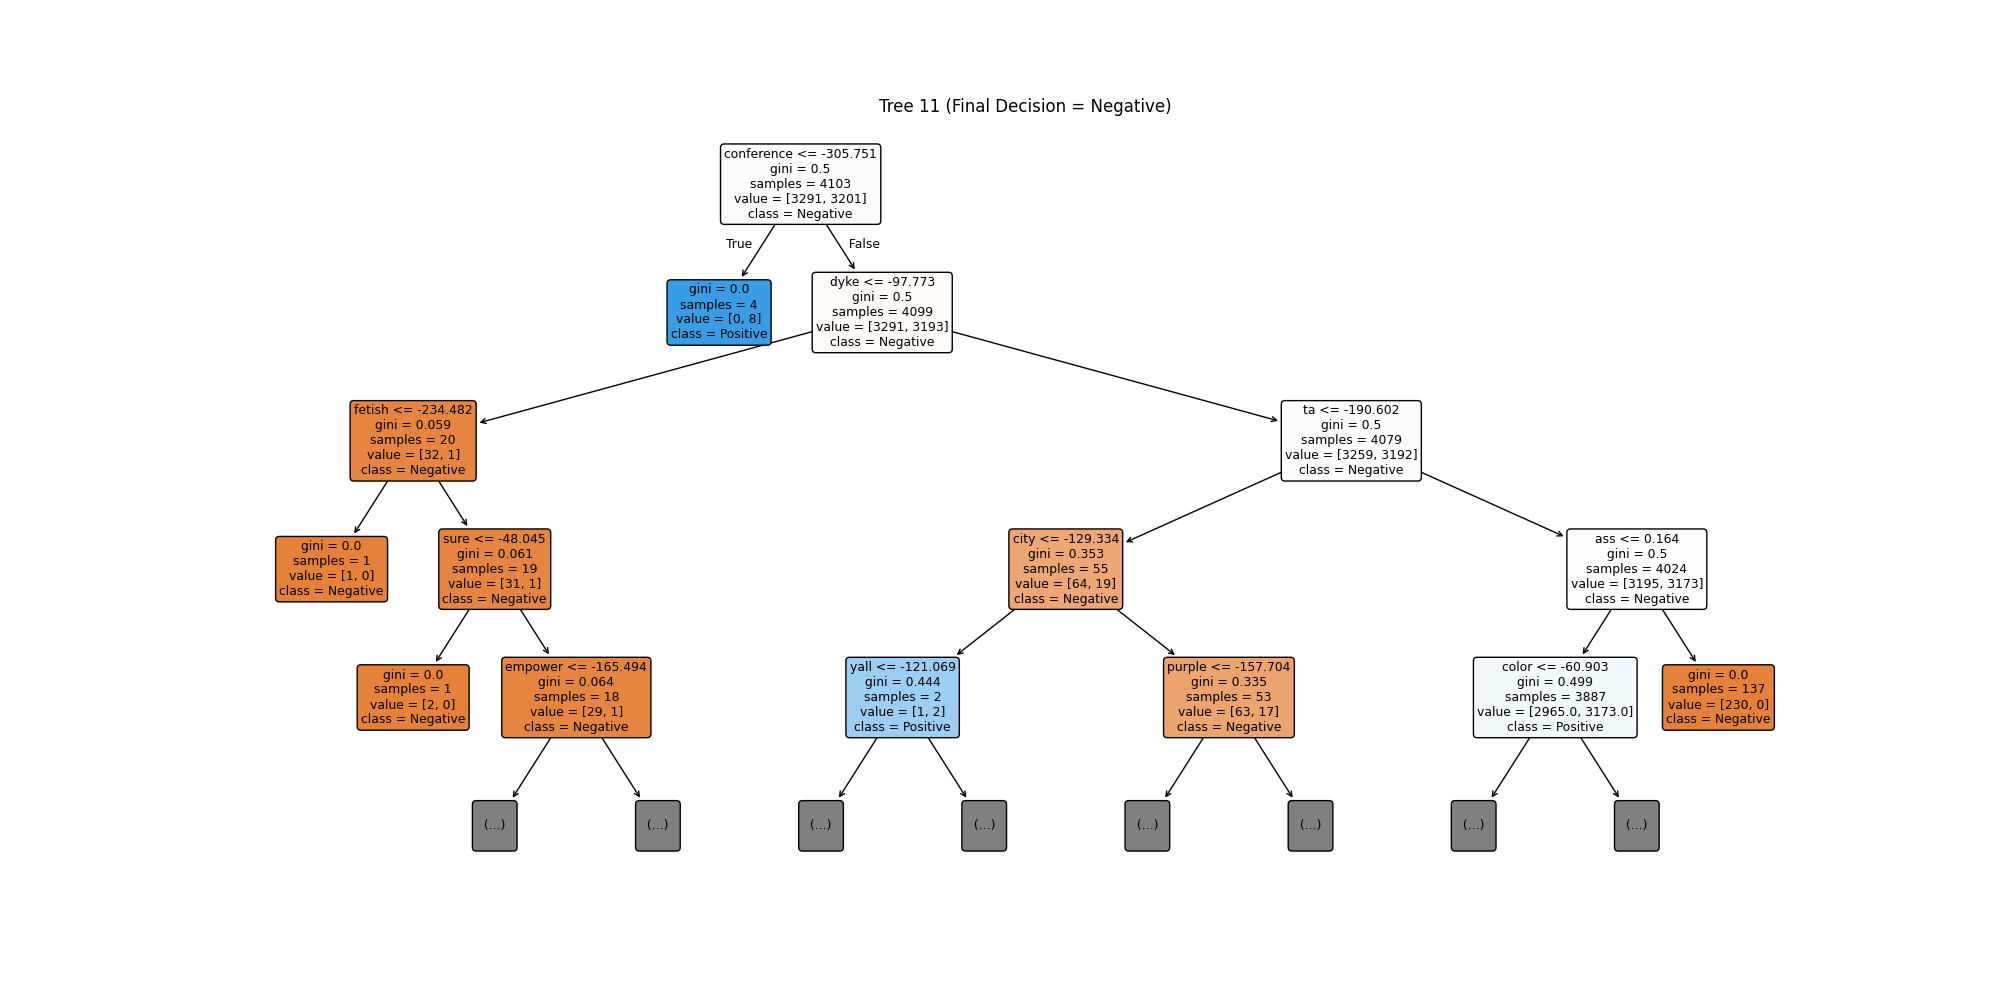 Tree 11 (Final Decision = Negative)
conference <= -305.751
gini = 0.5
samples = 4103
value = [3291, 3201]
class = Negative
True
False
gini = 0.0
samples = 4
value = [0, 8]
class = Positive
dyke <= -97.773
gini = 0.5
samples = 4099
value = [3291, 3193]
class = Negative
fetish <= -234.482
gini = 0.059
samples = 20
value = [32, 1]
class = Negative
ta <= -190.602
gini = 0.5
samples = 4079
value = [3259, 3192]
class = Negative
gini = 0.0
samples = 1
value = [1, 0]
class = Negative
sure <= -48.045
gini = 0.061
samples = 19
value = [31, 1]
class = Negative
city <= -129.334
gini = 0.353
samples = 55
value = [64, 19]
class = Negative
ass <= 0.164
gini = 0.5
samples = 4024
value = [3195, 3173]
class = Negative
gini = 0.0
samples = 1
value = [2, 0]
class = Negative
empower <= -165.494
gini = 0.064
samples = 18
value = [29, 1]
class = Negative
yall <= -121.069
gini = 0.444
samples = 2
value = [1, 2]
class = Positive
purple <= -157.704
gini = 0.335
samples = 53
value = [63, 17]
class = Negative
color <= -60.903
gini = 0.499
samples = 3887
value = [2965.0, 3173.0]
class = Positive
gini = 0.0
samples = 137
value = [230, 0]
class = Negative
(...)
(...)
(...)
(...)
(...)
(...)
(...)
(...)